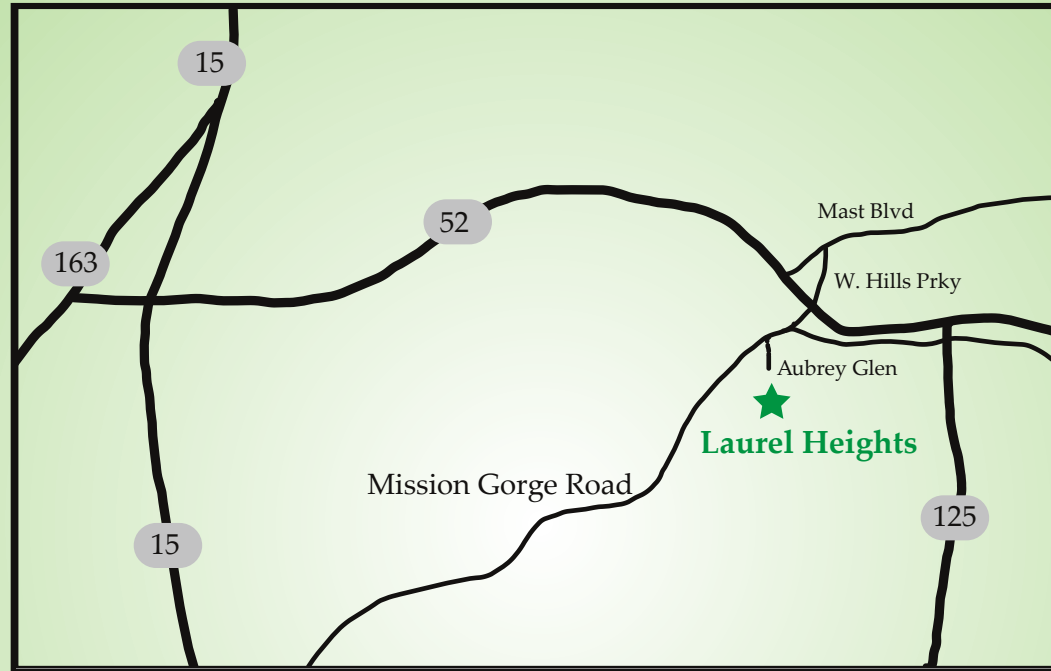 15
Mast Blvd
52
163
W. Hills Prky
Aubrey Glen
Laurel Heights
Mission Gorge Road
125
15